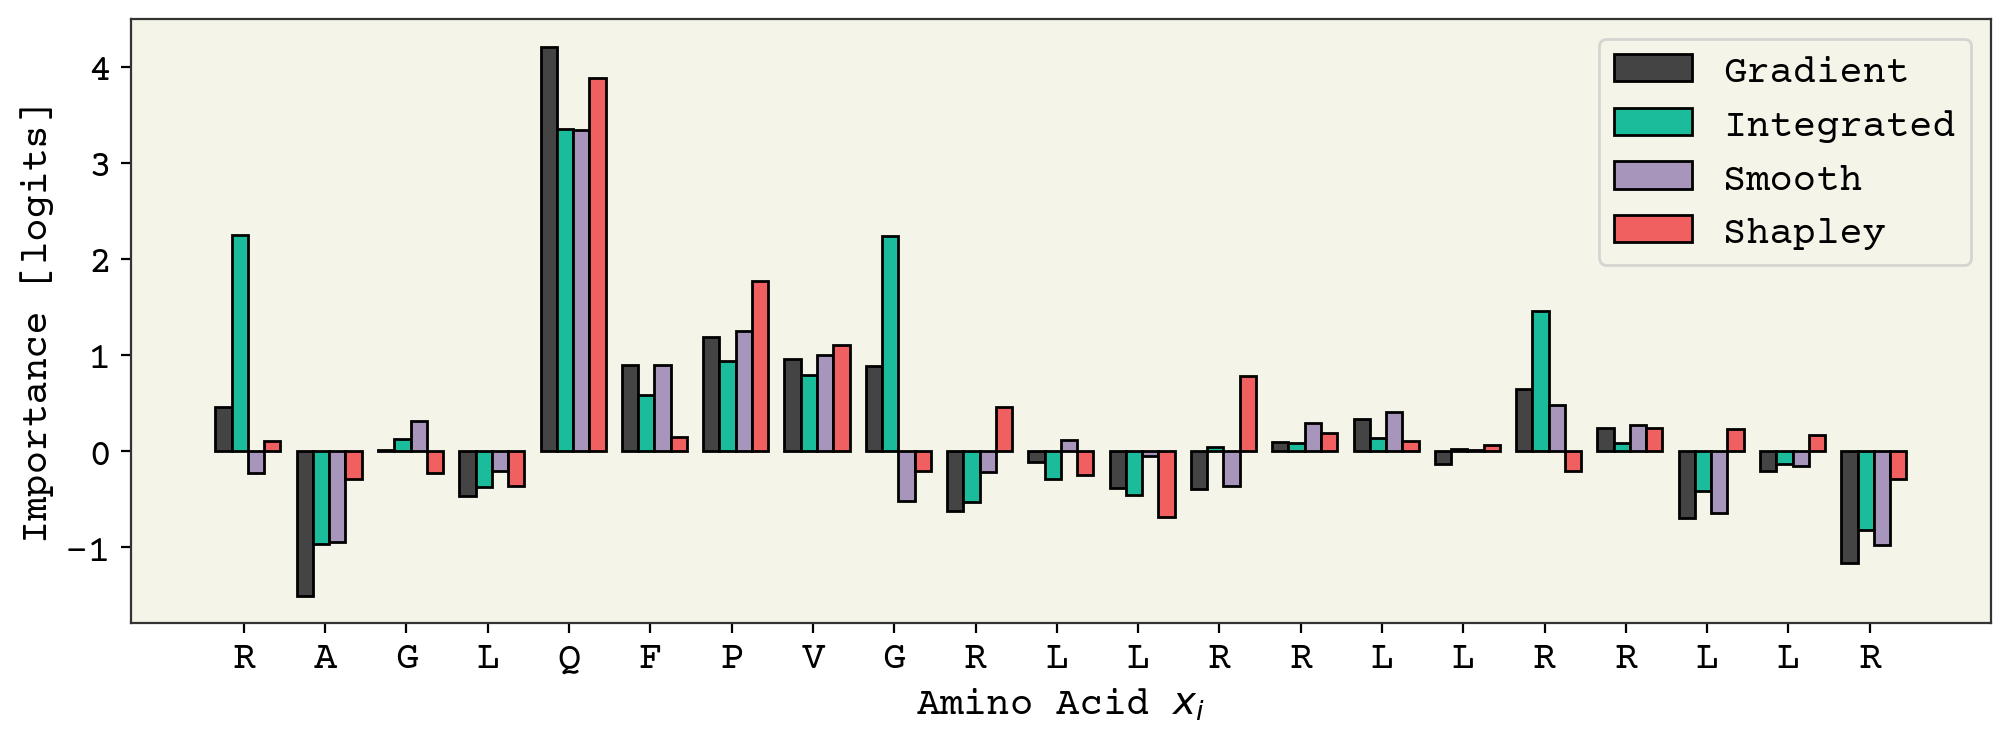 Importance [logits]
4
3
2
1
0
−1
Gradient
Integrated
Smooth
Shapley
R A G L Q F P V G R L L R R L L R R L L R
Amino Acid xᵢ